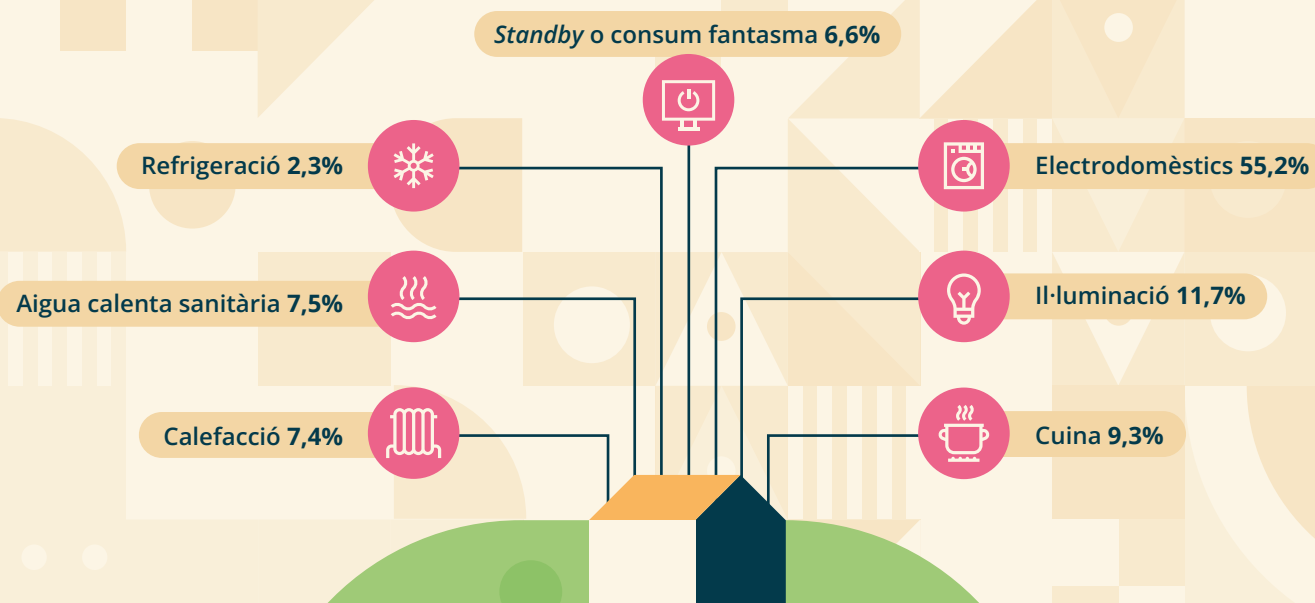 Standby o consum fantasma 6,6%
Refrigeració 2,3%
Electrodomèstics 55,2%
Aigua calenta sanitària 7,5%
Il·luminació 11,7%
Calefacció 7,4%
Cuina 9,3%